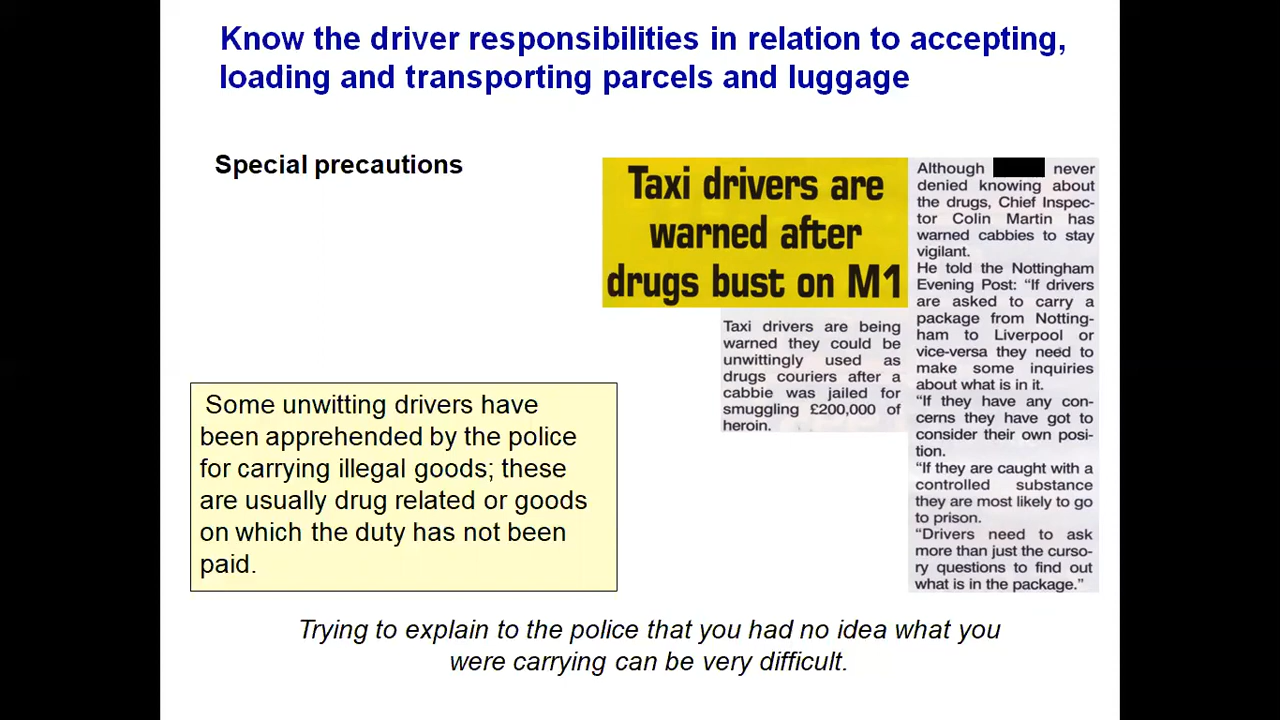 Know the driver responsibilities in relation to accepting,
loading and transporting parcels and luggage
Special precautions
Taxi drivers are
warned after
drugs bust on M1
Taxi drivers are being
warned they could be
unwittingly used as
drugs couriers after a
cabbie was jailed for
smuggling £200,000 of
heroin.
Although never
denied knowing about
the drugs, Chief Inspec-
tor Colin Martin has
warned cabbies to stay
vigilant.
He told the Nottingham
Evening Post: “If drivers
are asked to carry a
package from Notting-
ham to Liverpool or
vice-versa they need to
make some inquiries
about what is in it.
“If they have any con-
cerns they have got to
consider their own posi-
tion.
“If they are caught with a
controlled substance
they are most likely to go
to prison.
“Drivers need to ask
more than just the curso-
ry questions to find out
what is in the package.”
Some unwitting drivers have
been apprehended by the police
for carrying illegal goods; these
are usually drug related or goods
on which the duty has not been
paid.
Trying to explain to the police that you had no idea what you
were carrying can be very difficult.